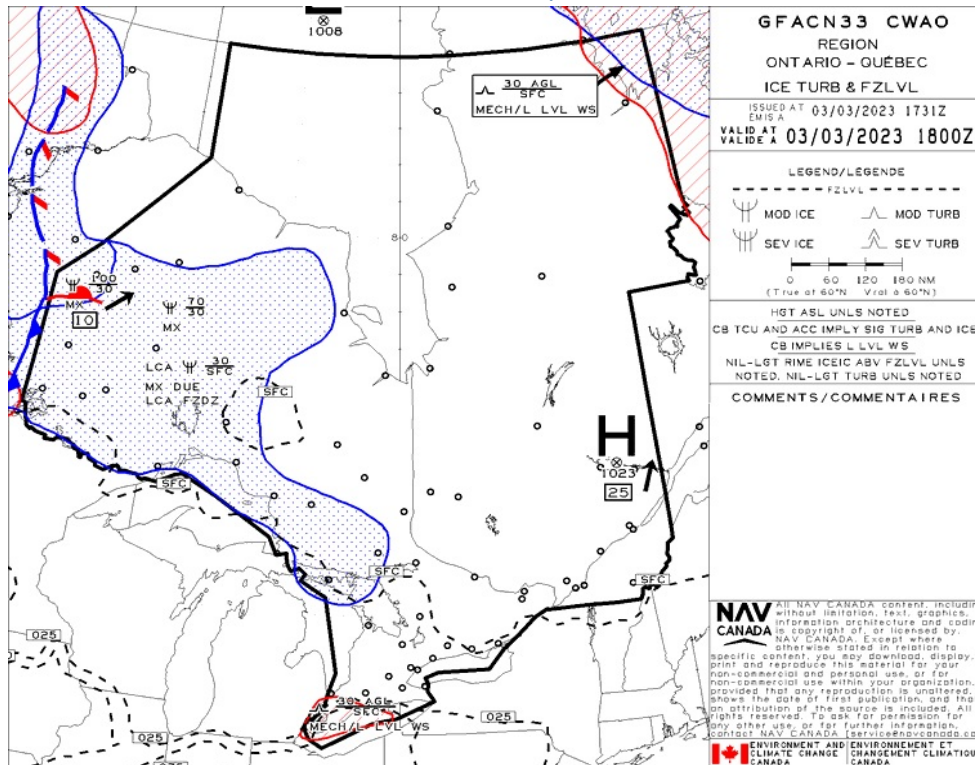 1008
30 AGL
SFC
MECH/L LVL WS
80
100
30
MX
10
70
30
MX
LCA 30
SFC
MX DUE
LCA FZDZ
SFC
H
1023
25
SFC
SFC
SFC
025
025
025
30 AGL
SFC
MECH/L LVL WS
GFACN33 CWAO
REGION
ONTARIO – QUÉBEC
ICE TURB & FZLVL
ISSUED AT 03/03/2023 1731Z
ÉMIS A
VALID AT 03/03/2023 1800Z
VALIDE A
LEGEND/LÉGENDE
FZLVL
MOD ICE MOD TURB
SEV ICE SEV TURB
0 60 120 180 NM
(True at 60°N Vrai à 60°N)
HGT ASL UNLS NOTED
CB TCU AND ACC IMPLY SIG TURB AND ICE
CB IMPLIES L LVL WS
NIL-LGT RIME ICEIC ABV FZLVL UNLS
NOTED. NIL-LGT TURB UNLS NOTED
COMMENTS/COMMENTAIRES
NAV CANADA
All NAV CANADA content, including
without limitation, text, graphics,
information architecture and coding
is copyright of, or licensed by,
NAV CANADA. Except where
otherwise stated in relation to
specific content, you may download, display,
print and reproduce this material for your
non-commercial and personal use, or for
non-commercial use within your organization,
provided that any reproduction is unaltered,
shows the date of first publication, and that
an attribution of the source is included. All
rights reserved. To ask for permission for
any other use, or for further information,
contact NAV CANADA [service@navcanada.ca
ENVIRONMENT AND
CLIMATE CHANGE
CANADA
ENVIRONNEMENT ET
CHANGEMENT CLIMATIQUE
CANADA